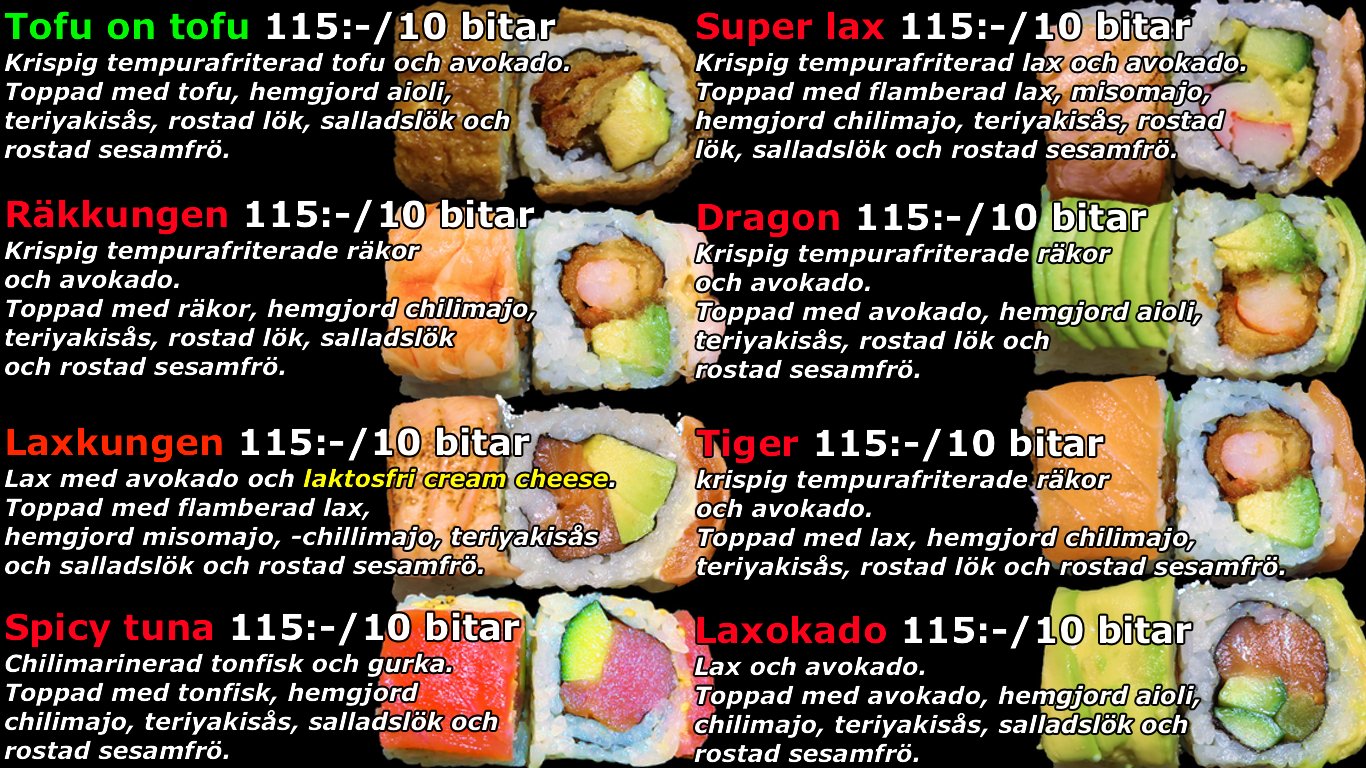 Tofu on tofu 115:-/10 bitar
Krispig tempurafriterad tofu och avokado.
Toppad med tofu, hemgjord aioli,
teriyakisås, rostad lök, salladslök och
rostad sesamfrö.
Räkkungen 115:-/10 bitar
Krispig tempurafriterade räkor
och avokado.
Toppad med räkor, hemgjord chilimajo,
teriyakisås, rostad lök, salladslök
och rostad sesamfrö.
Laxkungen 115:-/10 bitar
Lax med avokado och laktosfri cream cheese.
Toppad med flamberad lax,
hemgjord misomajo, -chillimajo, teriyakisås
och salladslök och rostad sesamfrö.
Spicy tuna 115:-/10 bitar
Chilimarinerad tonfisk och gurka.
Toppad med tonfisk, hemgjord
chilimajo, teriyakisås, salladslök och
rostad sesamfrö.
Super lax 115:-/10 bitar
Krispig tempurafriterad lax och avokado.
Toppad med flamberad lax, misomajo,
hemgjord chilimajo, teriyakisås, rostad
lök, salladslök och rostad sesamfrö.
Dragon 115:-/10 bitar
Krispig tempurafriterade räkor
och avokado.
Toppad med avokado, hemgjord aioli,
teriyakisås, rostad lök och
rostad sesamfrö.
Tiger 115:-/10 bitar
krispig tempurafriterade räkor
och avokado.
Toppad med lax, hemgjord chilimajo,
teriyakisås, rostad lök och rostad sesamfrö.
Laxokado 115:-/10 bitar
Lax och avokado.
Toppad med avokado, hemgjord aioli,
chilimajo, teriyakisås, salladslök och
rostad sesamfrö.